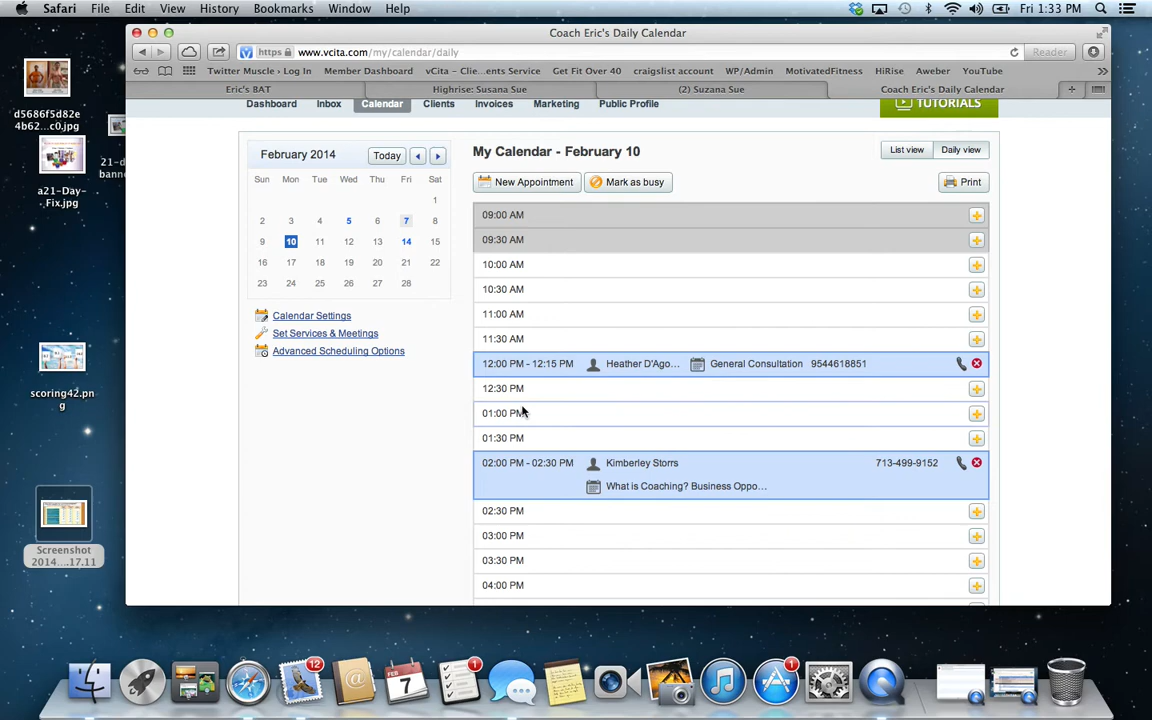 Safari File Edit View History Bookmarks Window Help Fri 1:33 PM
Coach Eric's Daily Calendar
https www.vcita.com/my/calendar/daily Reader
Twitter Muscle › Log In Member Dashboard vCita - Clie...ents Service Get Fit Over 40 craigslist account WP/Admin MotivatedFitness HiRise Aweber YouTube
Eric's BAT Highrise: Susana Sue (2) Suzana Sue Coach Eric's Daily Calendar
Dashboard Inbox Calendar Clients Invoices Marketing Public Profile TUTORIALS
February 2014 Today
Sun Mon Tue Wed Thu Fri Sat
1
2 3 4 5 6 7 8
9 10 11 12 13 14 15
16 17 18 19 20 21 22
23 24 25 26 27 28
Calendar Settings
Set Services & Meetings
Advanced Scheduling Options
My Calendar - February 10 List view Daily view
New Appointment Mark as busy Print
09:00 AM
09:30 AM
10:00 AM
10:30 AM
11:00 AM
11:30 AM
12:00 PM - 12:15 PM Heather D'Ago... General Consultation 9544618851
12:30 PM
01:00 PM
01:30 PM
02:00 PM - 02:30 PM Kimberley Storrs 713-499-9152
What is Coaching? Business Oppo...
02:30 PM
03:00 PM
03:30 PM
04:00 PM
d5686f5d82e
4b62...c0.jpg
21-d
bann
a21-Day-
Fix.jpg
scoring42.pn
g
Screenshot
2014....17.11
12
FEB
7
1
1